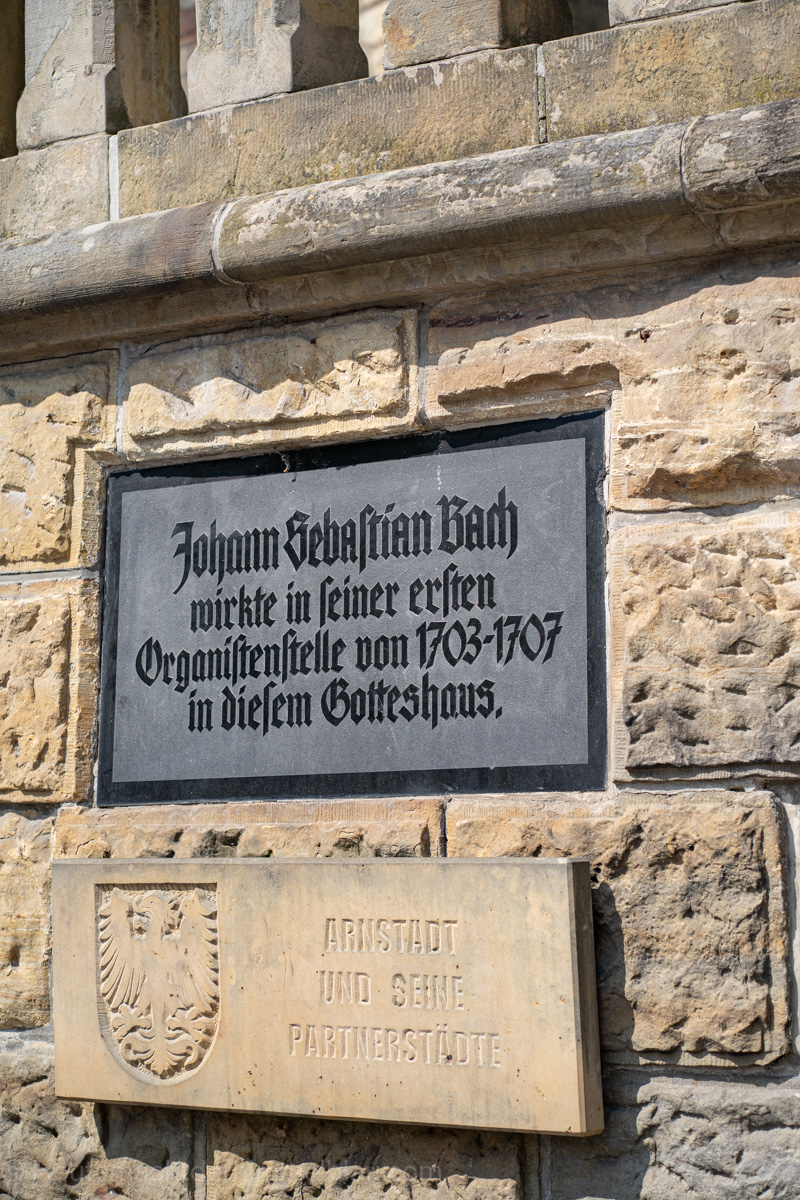 Johann Sebaſtian Bach
wirkte in ſeiner erſten
Organiſtenſtelle von 1703-1707
in dieſem Gotteshaus.
ARNSTADT
UND SEINE
PARTNERSTÄDTE